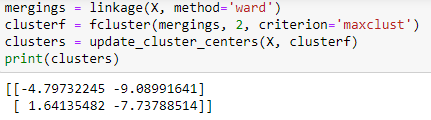 mergings = linkage(X, method='ward')
clusterf = fcluster(mergings, 2, criterion='maxclust')
clusters = update_cluster_centers(X, clusterf)
print(clusters)
[[-4.79732245 -9.08991641]
 [ 1.64135482 -7.73788514]]